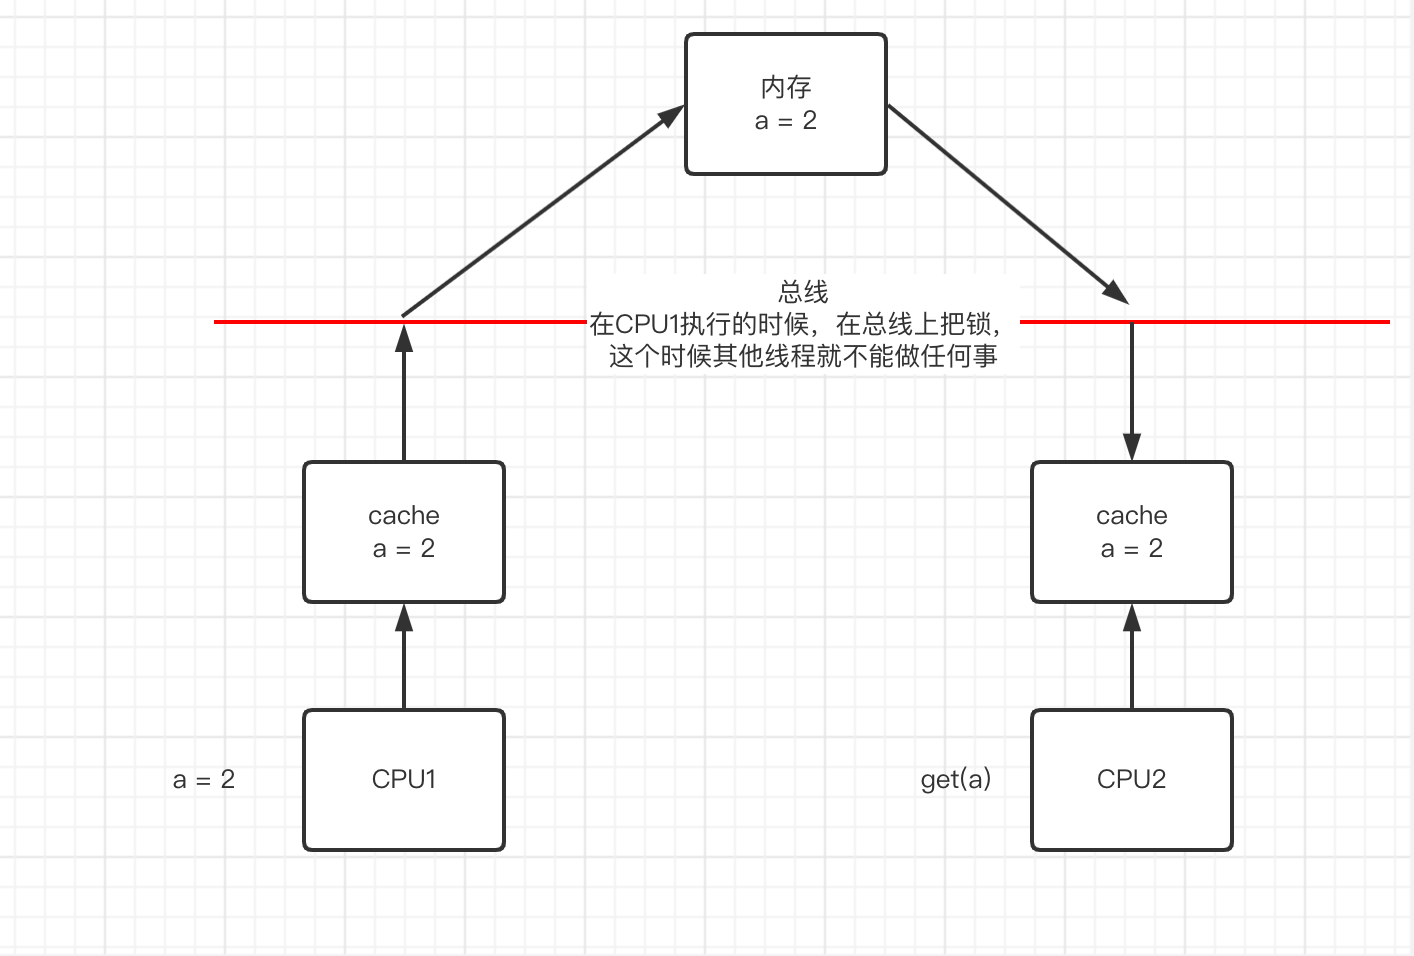 内存
a = 2
总线
在CPU1执行的时候，在总线上把锁，
这个时候其他线程就不能做任何事
cache
a = 2
cache
a = 2
a = 2
CPU1
get(a)
CPU2